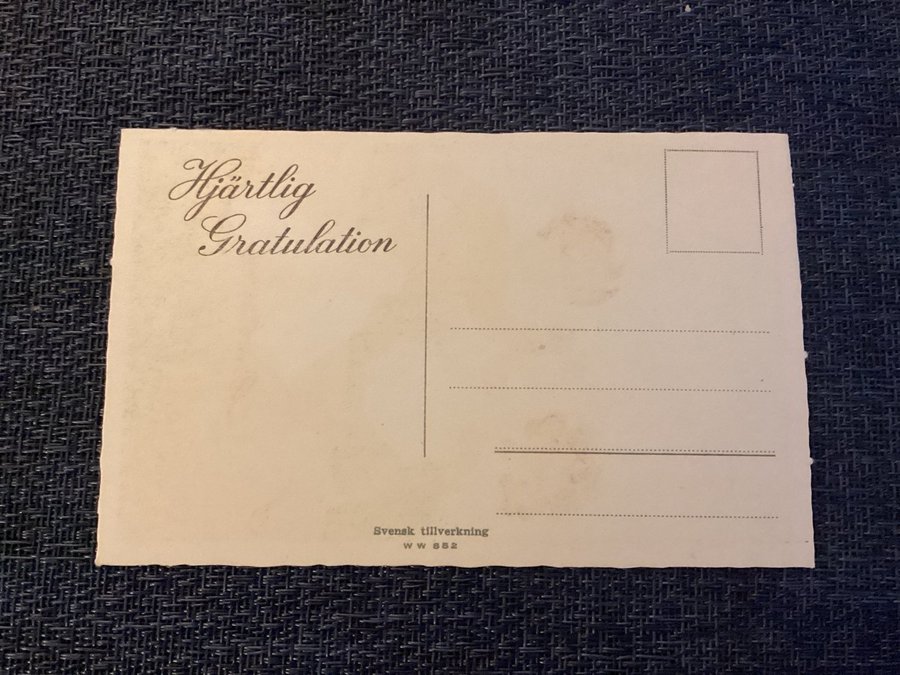 Hjärtlig
Gratulation
Svensk tillverkning
W W 852